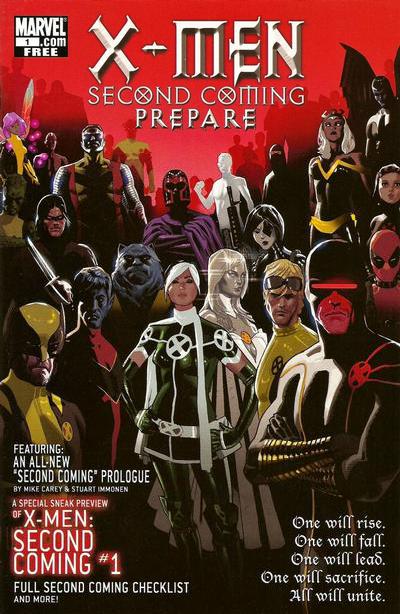 MARVEL
1 .com
FREE
X-MEN
SECOND COMING
PREPARE
FEATURING:
AN ALL-NEW
"SECOND COMING" PROLOGUE
BY MIKE CAREY & STUART IMMONEN
A SPECIAL SNEAK PREVIEW
OF X-MEN:
SECOND
COMING #1
FULL SECOND COMING CHECKLIST
AND MORE!
One will rise.
One will fall.
One will lead.
One will sacrifice.
All will unite.